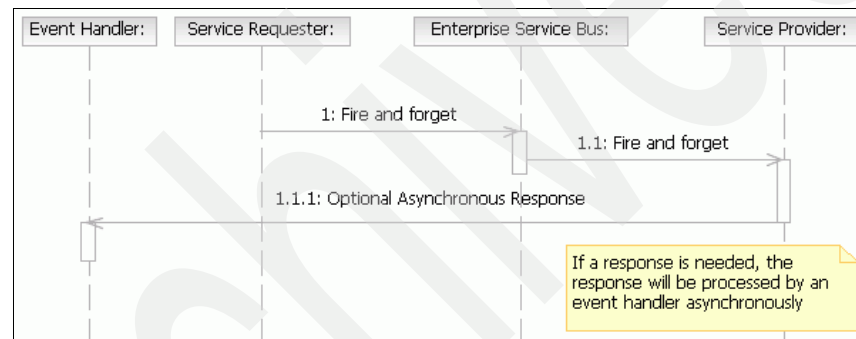 Event Handler: Service Requester: Enterprise Service Bus: Service Provider:
1: Fire and forget
1.1: Fire and forget
1.1.1: Optional Asynchronous Response
If a response is needed, the
response will be processed by an
event handler asynchronously